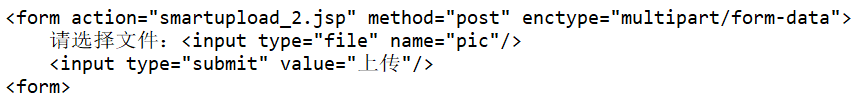 <form action="smartupload_2.jsp" method="post" enctype="multipart/form-data">
请选择文件：<input type="file" name="pic"/>
<input type="submit" value="上传"/>
<form>